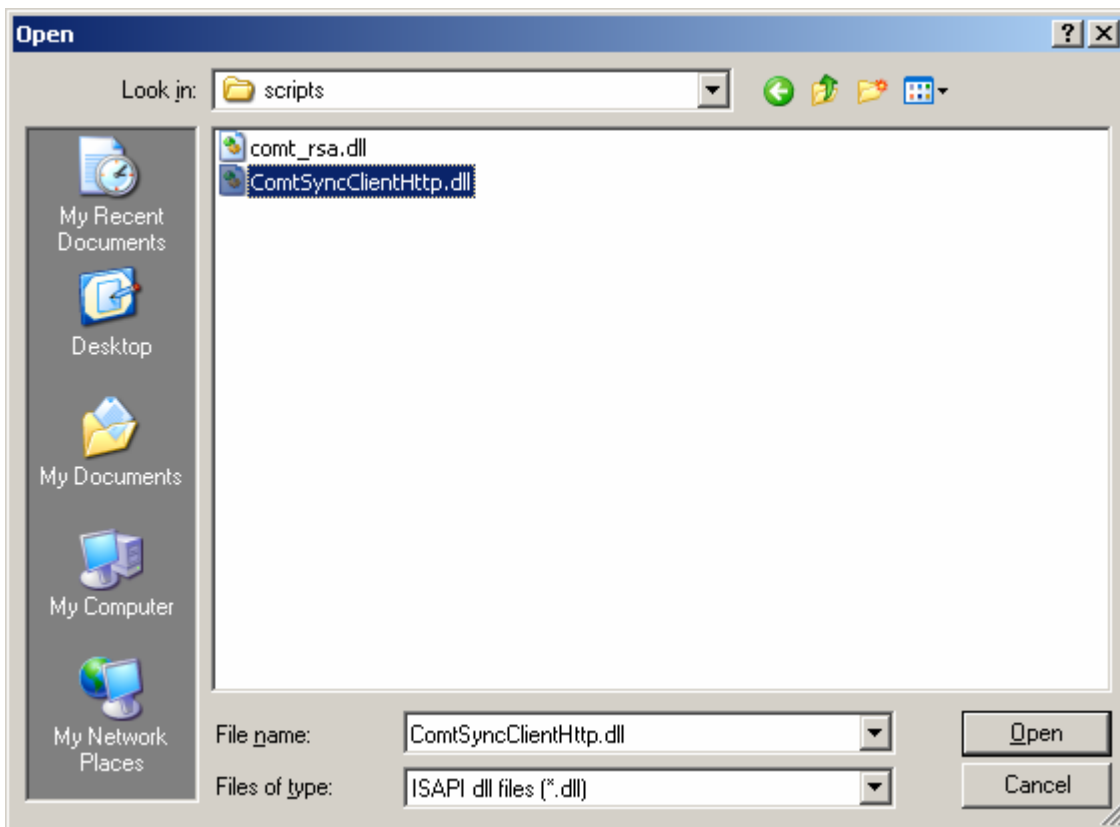 Open
Look in:
scripts
comt_rsa.dll
ComtSyncClientHttp.dll
My Recent
Documents
Desktop
My Documents
My Computer
My Network
Places
File name:
ComtSyncClientHttp.dll
Open
Files of type:
ISAPI dll files (*.dll)
Cancel